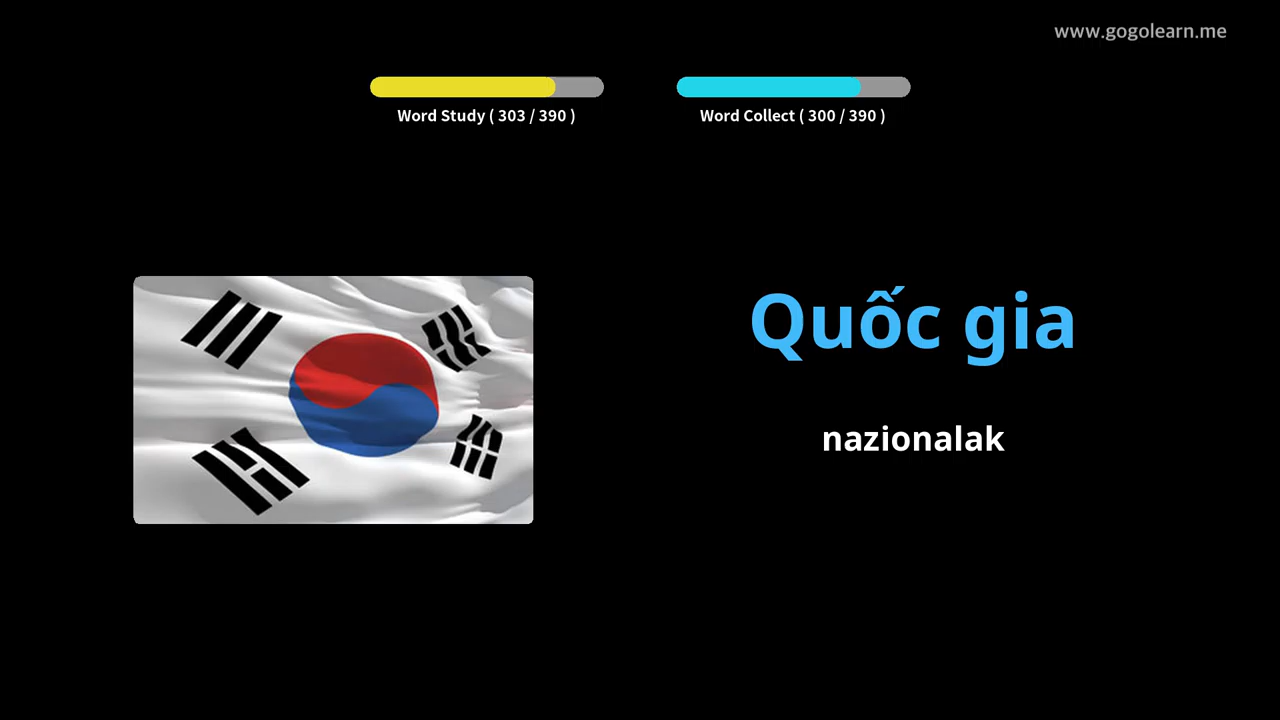 www.gogolearn.me
Word Study ( 303 / 390 )
Word Collect ( 300 / 390 )
Quốc gia
nazionalak